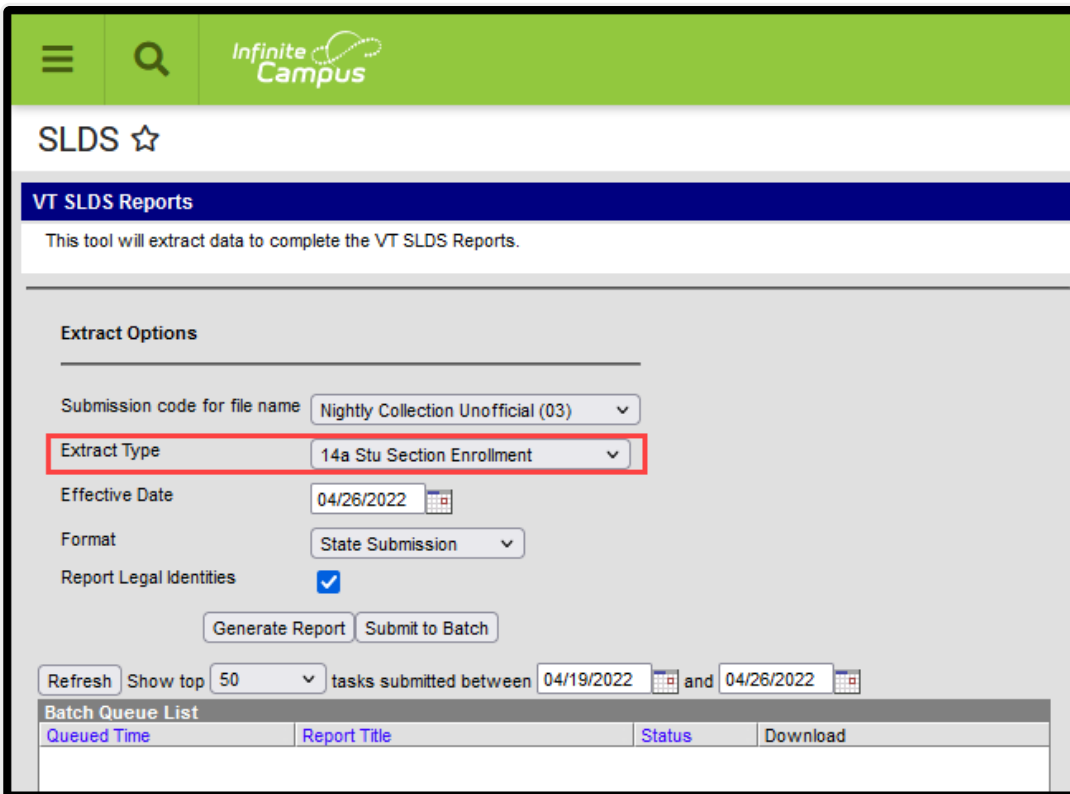 Infinite
Campus
SLDS
VT SLDS Reports
This tool will extract data to complete the VT SLDS Reports.
Extract Options
Submission code for file name Nightly Collection Unofficial (03)
Extract Type 14a Stu Section Enrollment
Effective Date 04/26/2022
Format State Submission
Report Legal Identities
Generate Report Submit to Batch
Refresh Show top 50 tasks submitted between 04/19/2022 and 04/26/2022
Batch Queue List
Queued Time Report Title Status Download